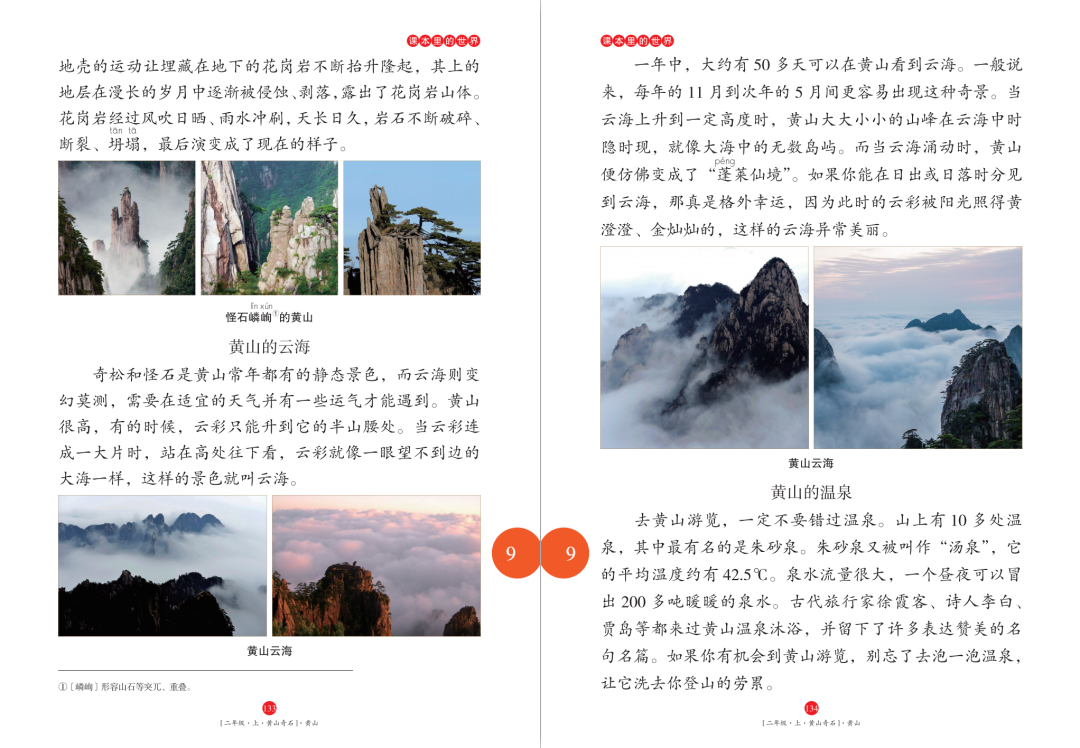 课本里的世界
地壳的运动让埋藏在地下的花岗岩不断抬升隆起，其上的
地层在漫长的岁月中逐渐被侵蚀、剥落，露出了花岗岩山体。
花岗岩经过风吹日晒、雨水冲刷，天长日久，岩石不断破碎、
tān tā
断裂、坍塌，最后演变成了现在的样子。
lín xún
怪石嶙峋①的黄山
黄山的云海
奇松和怪石是黄山常年都有的静态景色，而云海则变
幻莫测，需要在适宜的天气并有一些运气才能遇到。黄山
很高，有的时候，云彩只能升到它的半山腰处。当云彩连
成一大片时，站在高处往下看，云彩就像一眼望不到边的
大海一样，这样的景色就叫云海。
黄山云海
①［嶙峋］形容山石等突兀、重叠。
133
［二年级·上·黄山奇石］·黄山
9
课本里的世界
一年中，大约有 50 多天可以在黄山看到云海。一般说
来，每年的 11 月到次年的 5 月间更容易出现这种奇景。当
云海上升到一定高度时，黄山大大小小的山峰在云海中时
隐时现，就像大海中的无数岛屿。而当云海涌动时，黄山
péng
便仿佛变成了“蓬莱仙境”。如果你能在日出或日落时分见
到云海，那真是格外幸运，因为此时的云彩被阳光照得黄
澄澄、金灿灿的，这样的云海异常美丽。
黄山云海
黄山的温泉
去黄山游览，一定不要错过温泉。山上有 10 多处温
泉，其中最有名的是朱砂泉。朱砂泉又被叫作“汤泉”，它
的平均温度约有 42.5℃。泉水流量很大，一个昼夜可以冒
出 200 多吨暖暖的泉水。古代旅行家徐霞客、诗人李白、
贾岛等都来过黄山温泉沐浴，并留下了许多表达赞美的名
句名篇。如果你有机会到黄山游览，别忘了去泡一泡温泉，
让它洗去你登山的劳累。
9
134
［二年级·上·黄山奇石］·黄山